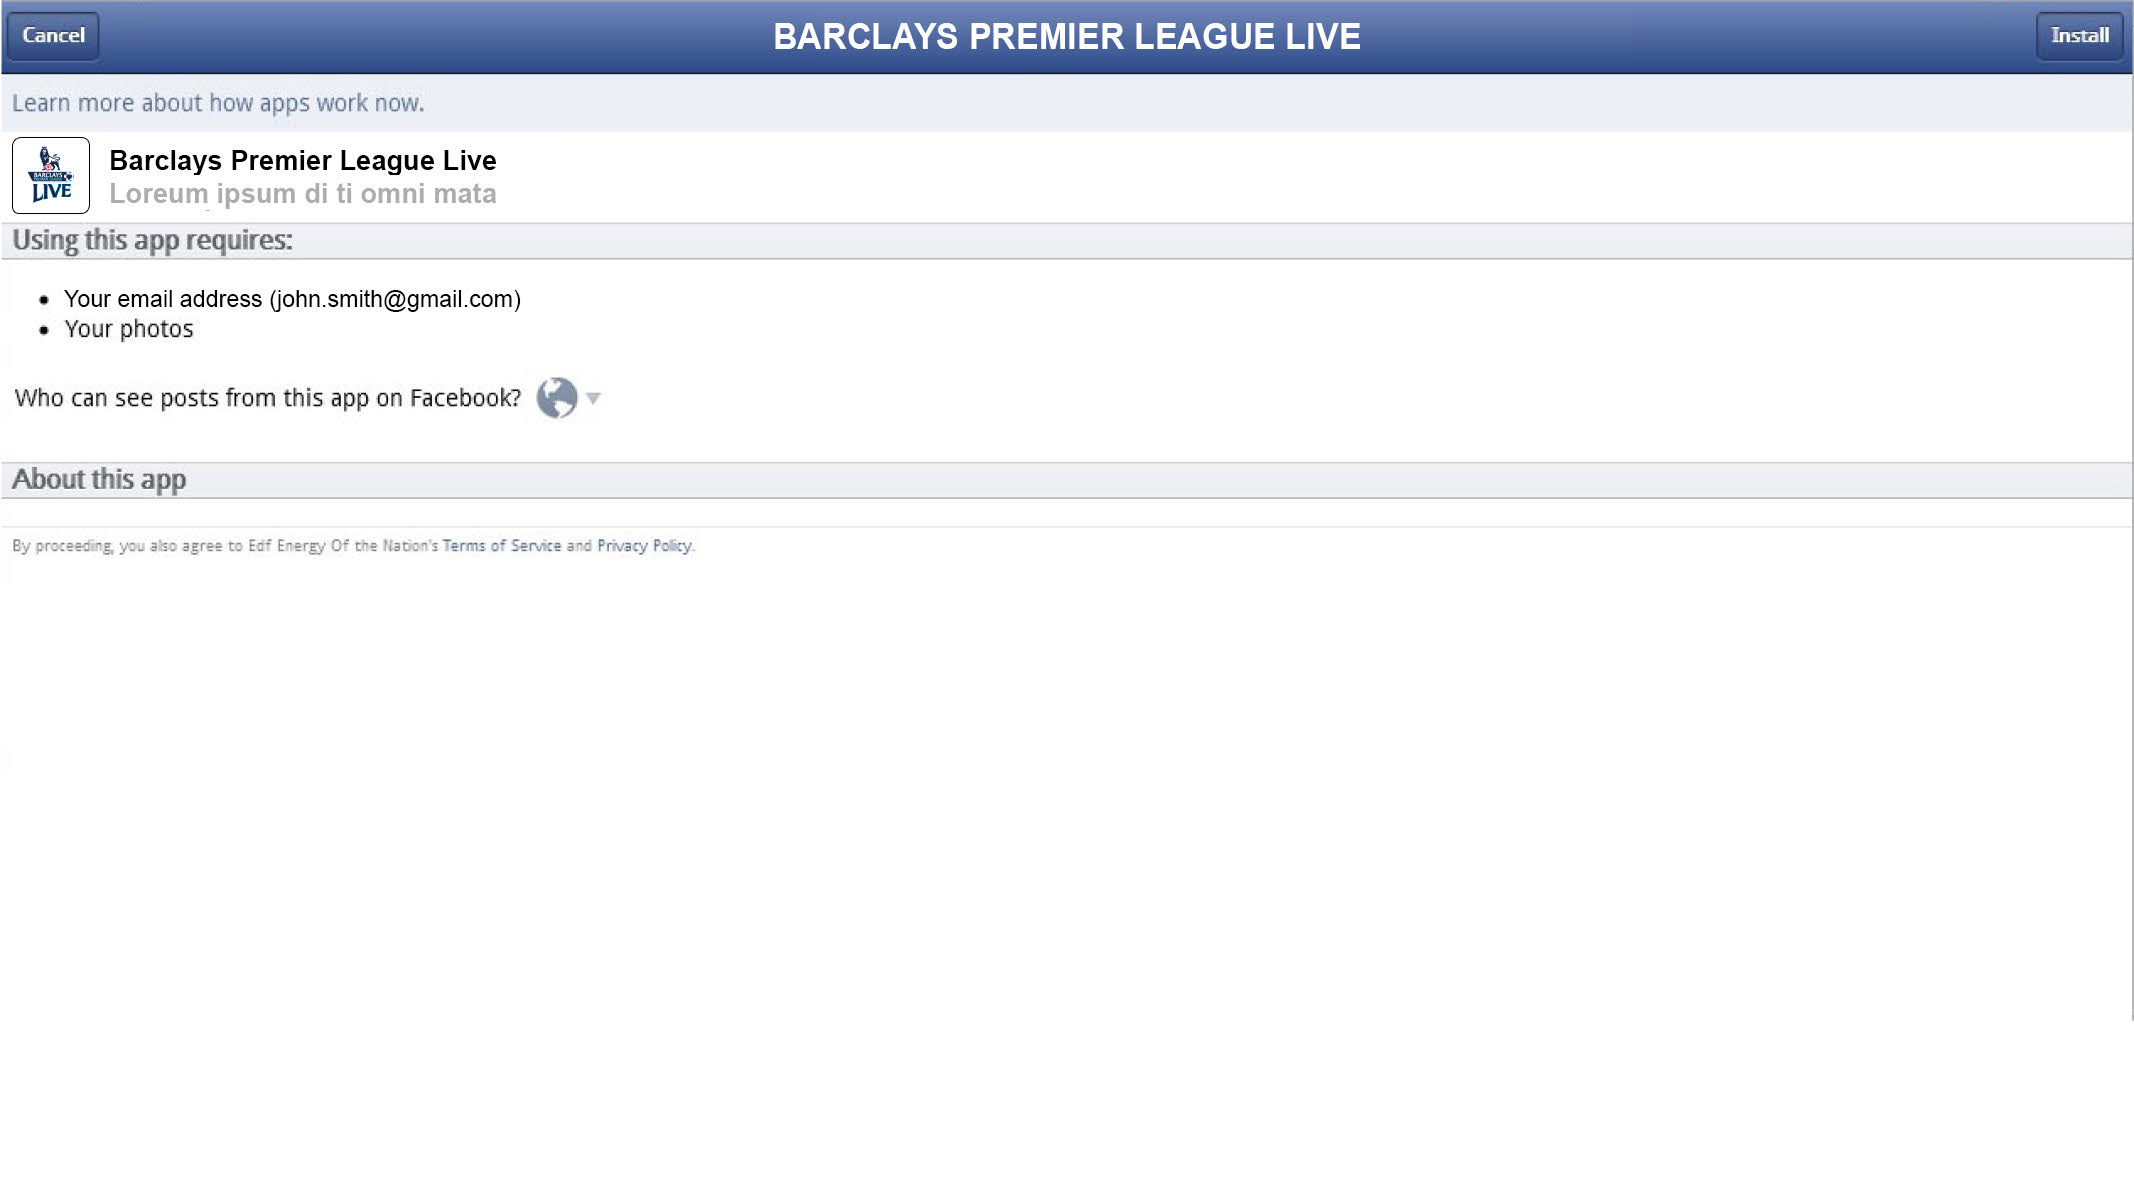 Cancel
BARCLAYS PREMIER LEAGUE LIVE
Install
Learn more about how apps work now.
BARCLAYS
LIVE
Barclays Premier League Live
Loreum ipsum di ti omni mata
Using this app requires:
Your email address (john.smith@gmail.com)
Your photos
Who can see posts from this app on Facebook?
About this app
By proceeding, you also agree to Edf Energy Of the Nation's Terms of Service and Privacy Policy.